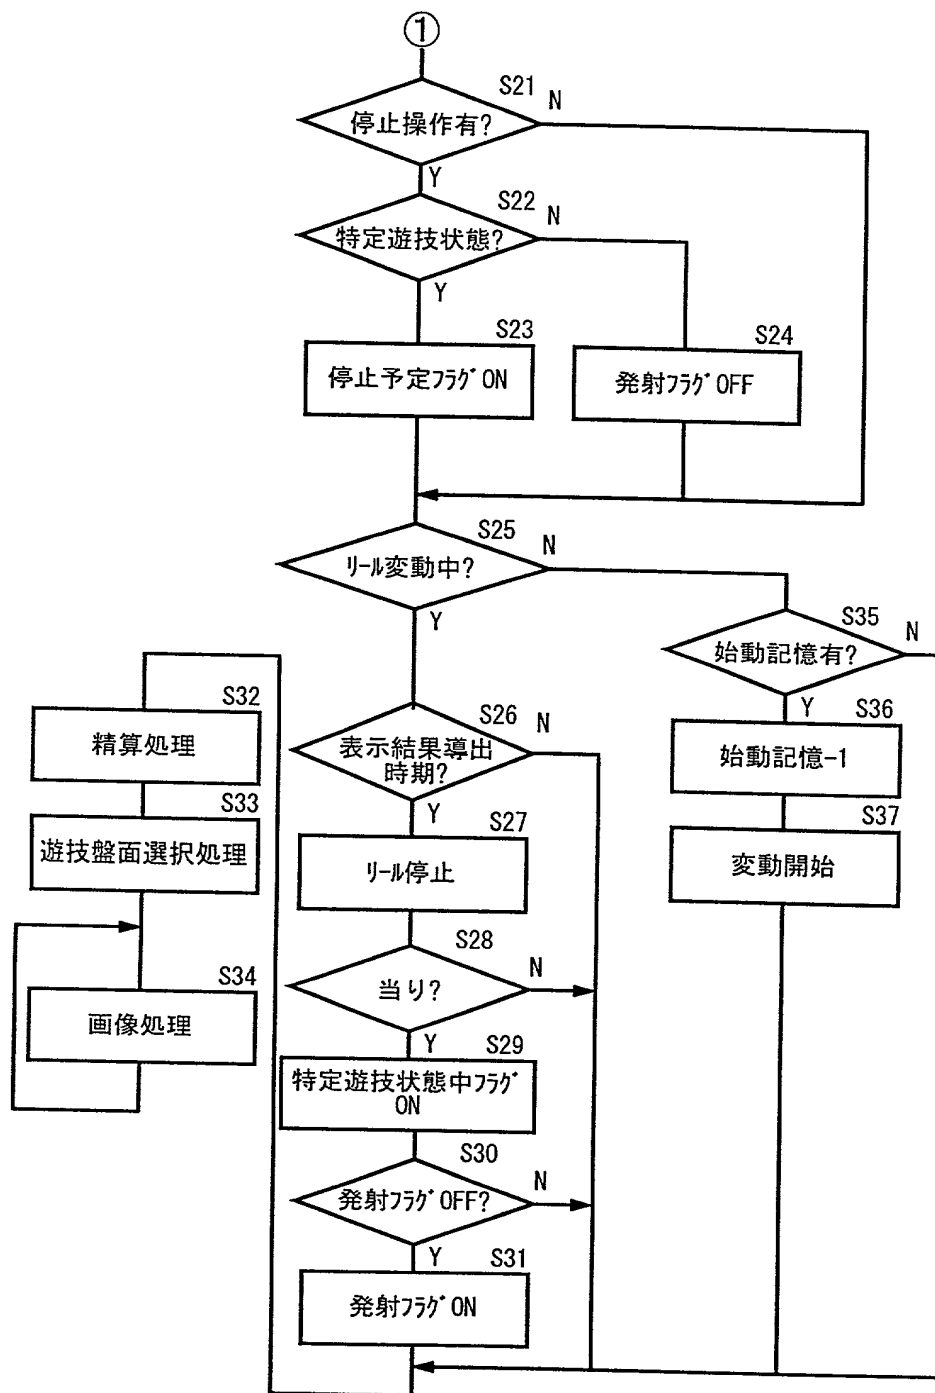 ①
S21
N
停止操作有?
Y
S22
N
特定遊技状態?
Y
S23
停止予定ﾌﾗｸﾞON
S24
発射ﾌﾗｸﾞOFF
S25
N
ﾘｰﾙ変動中?
Y
S35
N
始動記憶有?
Y
S36
始動記憶-1
S37
変動開始
S26
N
表示結果導出
時期?
Y
S27
ﾘｰﾙ停止
S28
N
当り?
Y
S29
特定遊技状態中ﾌﾗｸﾞ
ON
S30
N
発射ﾌﾗｸﾞOFF?
Y
S31
発射ﾌﾗｸﾞON
S32
精算処理
S33
遊技盤面選択処理
S34
画像処理